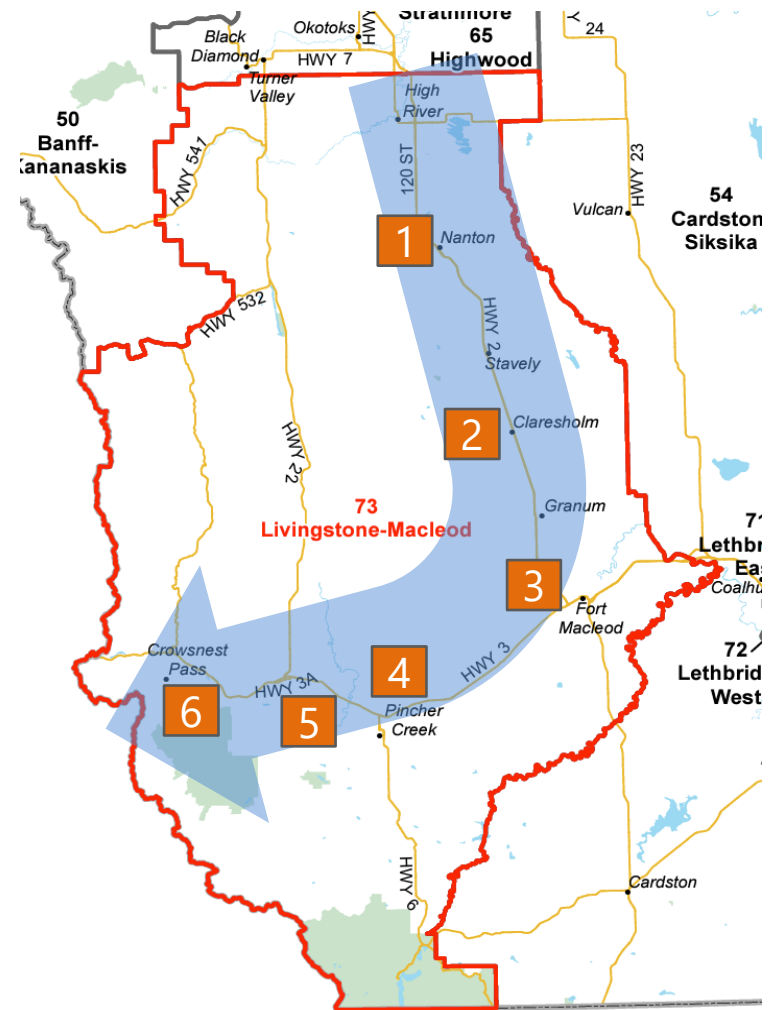 Strathmore
65
Highwood
Okotoks
HWY
24
Black
Diamond
HWY 7
Turner
Valley
High
River
50
Banff-
Kananaskis
HWY 541
120 ST
HWY 23
Vulcan
54
Cardston
Siksika
1
Nanton
HWY 532
HWY 2
Stavely
2
Claresholm
HWY 22
73
Livingstone-Macleod
Granum
71
Lethbr
Eas
Coalhu
3
Fort
Macleod
72
Lethbrid
West
Crowsnest
Pass
HWY 3
4
HWY 3A
6
5
Pincher
Creek
HWY 6
Cardston